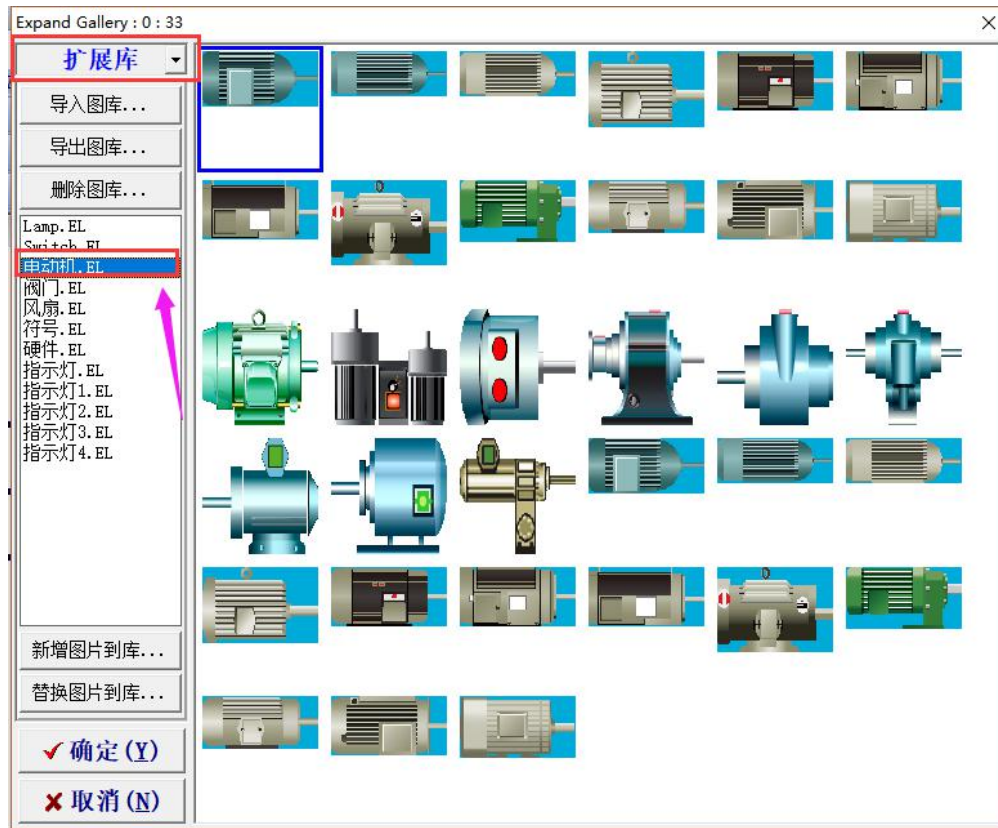 Expand Gallery : 0 : 33
扩展库
导入图库...
导出图库...
删除图库...
Lamp.EL
Switch.EL
电动机.EL
阀门.EL
风扇.EL
符号.EL
硬件.EL
指示灯.EL
指示灯1.EL
指示灯2.EL
指示灯3.EL
指示灯4.EL
新增图片到库...
替换图片到库...
确定(Y)
取消(N)